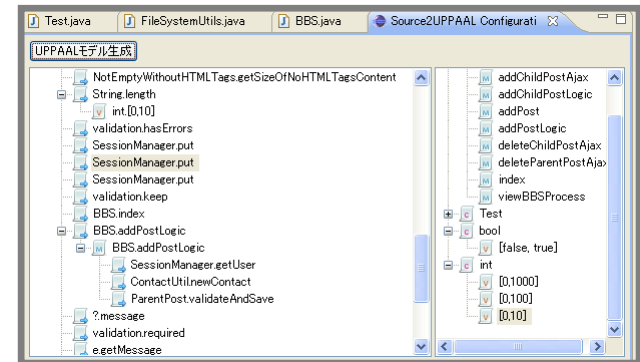 Test.java
FileSystemUtils.java
BBS.java
Source2UPPAAL Configurati
UPPAALモデル生成
NotEmptyWithoutHTMLTags.getSizeOfNoHTMLTagsContent
String.length
int.[0,10]
validation.hasErrors
SessionManager.put
SessionManager.put
SessionManager.put
validation.keep
BBS.index
BBS.addPostLogic
BBS.addPostLogic
SessionManager.getUser
ContactUtil.newContact
ParentPost.validateAndSave
?.message
validation.required
e.getMessage
addChildPostAjax
addChildPostLogic
addPost
addPostLogic
deleteChildPostAjax
deleteParentPostAjax
index
viewBBSProcess
Test
bool
[false, true]
int
[0,1000]
[0,100]
[0,10]